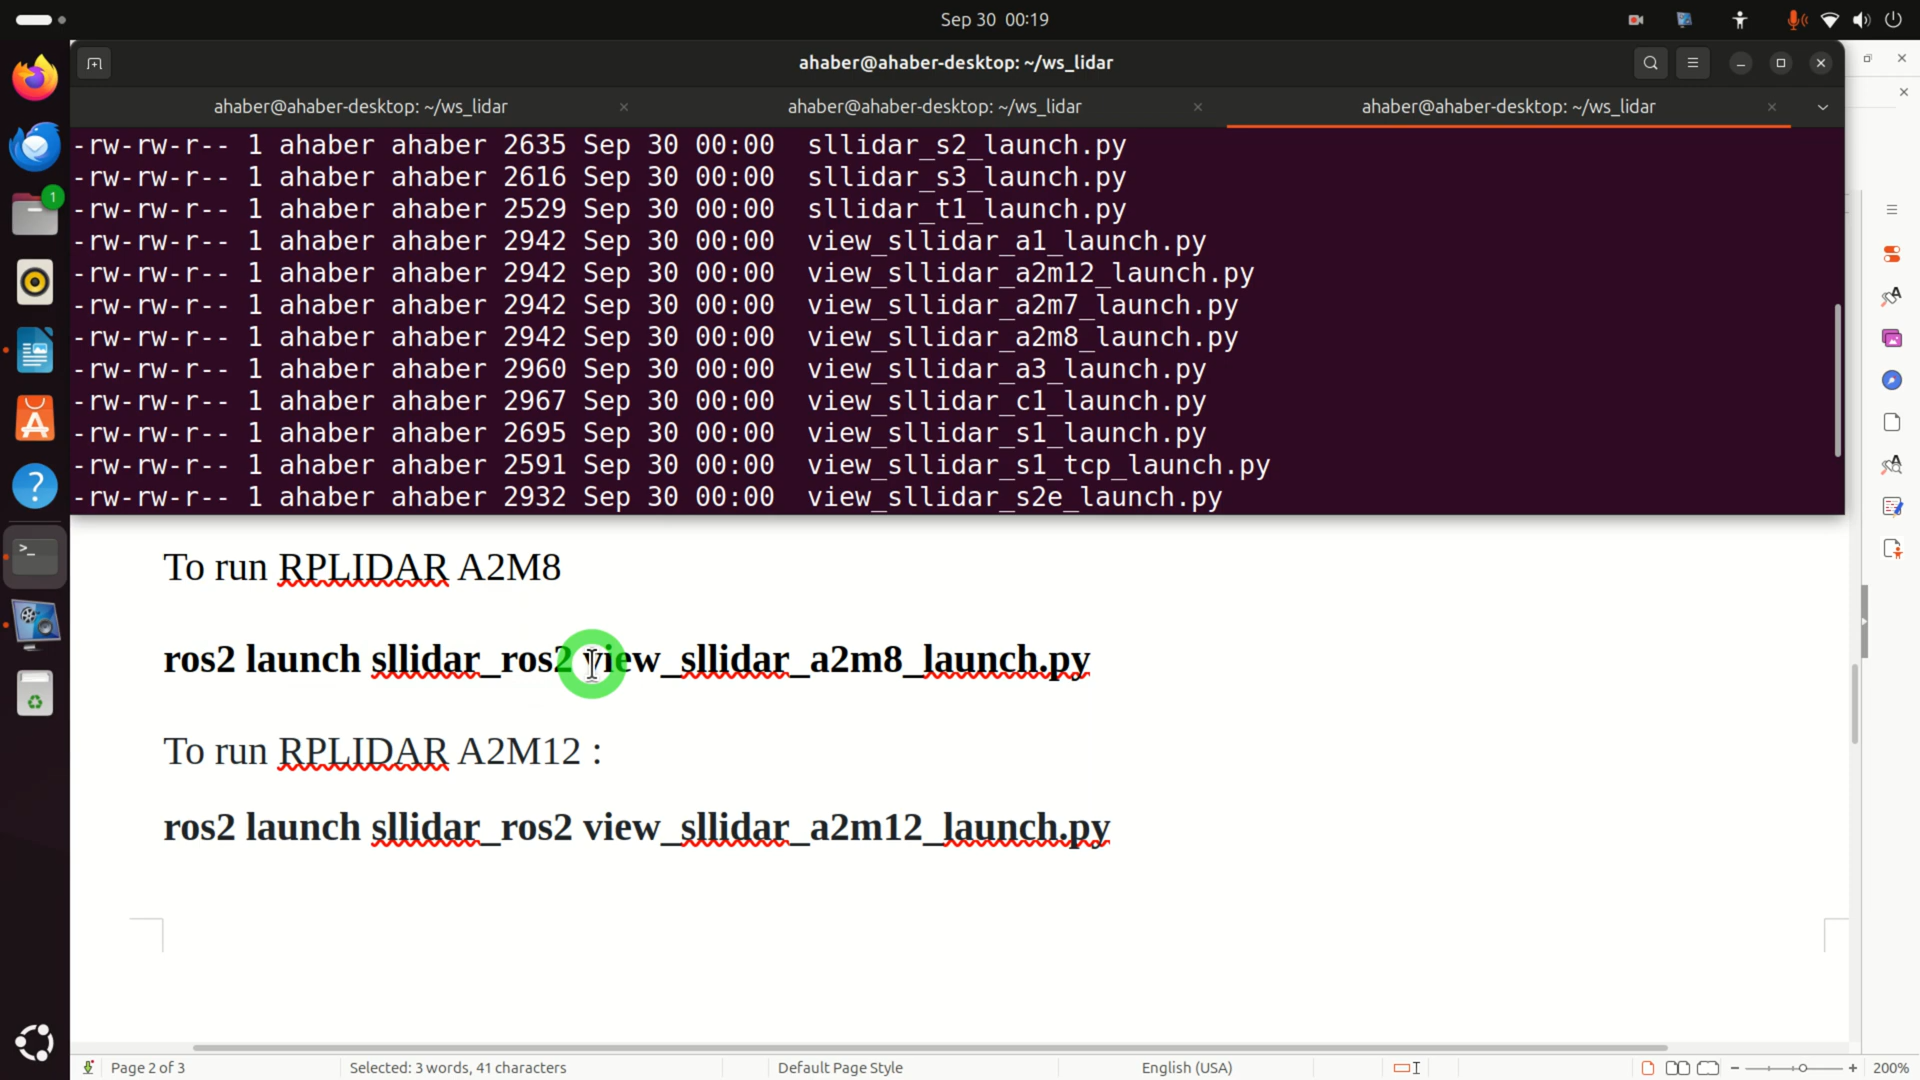 Sep 30 00:19
ahaber@ahaber-desktop: ~/ws_lidar
ahaber@ahaber-desktop: ~/ws_lidar
ahaber@ahaber-desktop: ~/ws_lidar
ahaber@ahaber-desktop: ~/ws_lidar
-rw-rw-r-- 1 ahaber ahaber 2635 Sep 30 00:00 sllidar_s2_launch.py
-rw-rw-r-- 1 ahaber ahaber 2616 Sep 30 00:00 sllidar_s3_launch.py
-rw-rw-r-- 1 ahaber ahaber 2529 Sep 30 00:00 sllidar_t1_launch.py
-rw-rw-r-- 1 ahaber ahaber 2942 Sep 30 00:00 view_sllidar_a1_launch.py
-rw-rw-r-- 1 ahaber ahaber 2942 Sep 30 00:00 view_sllidar_a2m12_launch.py
-rw-rw-r-- 1 ahaber ahaber 2942 Sep 30 00:00 view_sllidar_a2m7_launch.py
-rw-rw-r-- 1 ahaber ahaber 2942 Sep 30 00:00 view_sllidar_a2m8_launch.py
-rw-rw-r-- 1 ahaber ahaber 2960 Sep 30 00:00 view_sllidar_a3_launch.py
-rw-rw-r-- 1 ahaber ahaber 2967 Sep 30 00:00 view_sllidar_c1_launch.py
-rw-rw-r-- 1 ahaber ahaber 2695 Sep 30 00:00 view_sllidar_s1_launch.py
-rw-rw-r-- 1 ahaber ahaber 2591 Sep 30 00:00 view_sllidar_s1_tcp_launch.py
-rw-rw-r-- 1 ahaber ahaber 2932 Sep 30 00:00 view_sllidar_s2e_launch.py
1
To run RPLIDAR A2M8
ros2 launch sllidar_ros2 view_sllidar_a2m8_launch.py
To run RPLIDAR A2M12 :
ros2 launch sllidar_ros2 view_sllidar_a2m12_launch.py
Page 2 of 3
Selected: 3 words, 41 characters
Default Page Style
English (USA)
200%